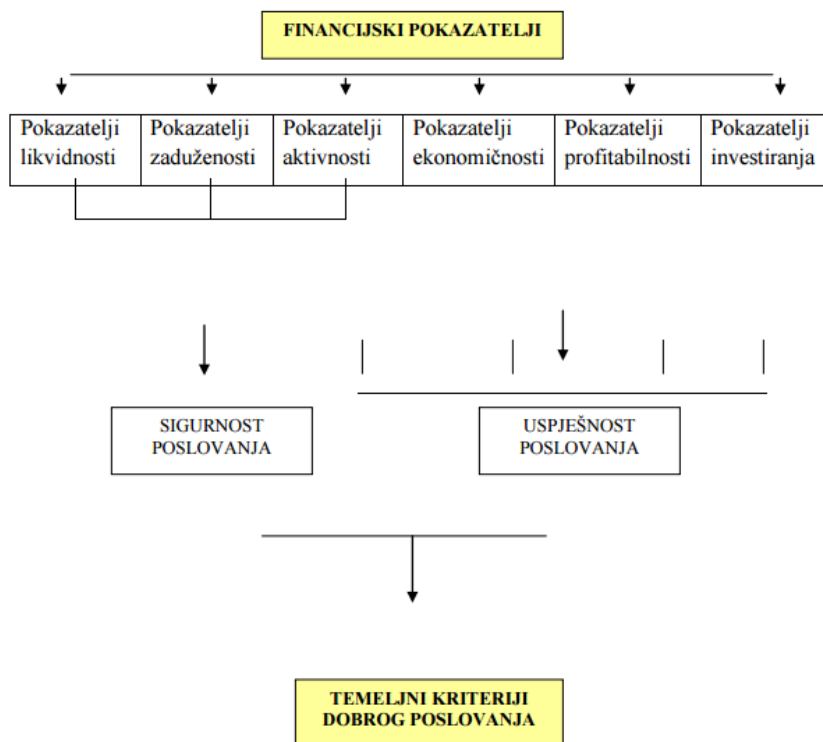 FINANCIJSKI POKAZATELJI
Pokazatelji likvidnosti
Pokazatelji zaduženosti
Pokazatelji aktivnosti
Pokazatelji ekonomičnosti
Pokazatelji profitabilnosti
Pokazatelji investiranja
SIGURNOST
POSLOVANJA
USPJEŠNOST
POSLOVANJA
TEMELJNI KRITERIJI
DOBROG POSLOVANJA